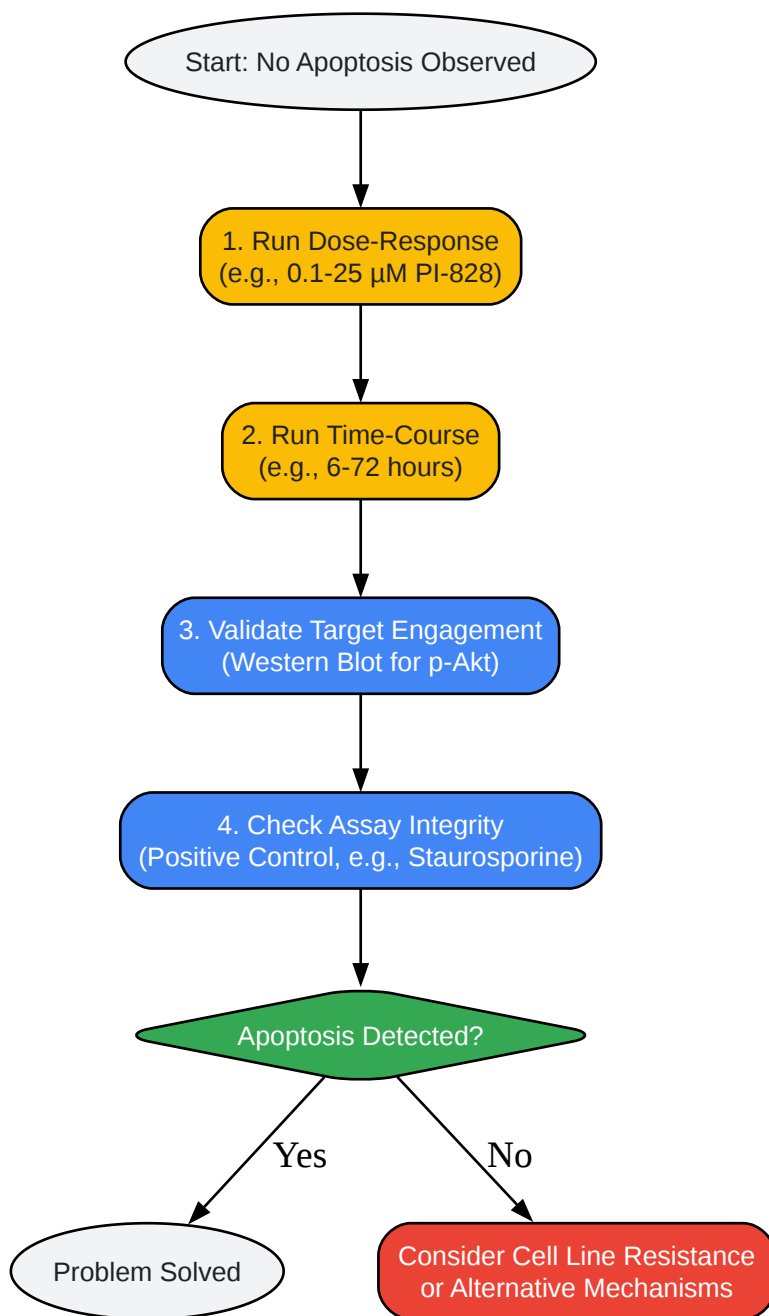 Start: No Apoptosis Observed
1. Run Dose-Response
(e.g., 0.1-25 µM PI-828)
2. Run Time-Course
(e.g., 6-72 hours)
3. Validate Target Engagement
(Western Blot for p-Akt)
4. Check Assay Integrity
(Positive Control, e.g., Staurosporine)
Apoptosis Detected?
Yes
No
Problem Solved
Consider Cell Line Resistance
or Alternative Mechanisms